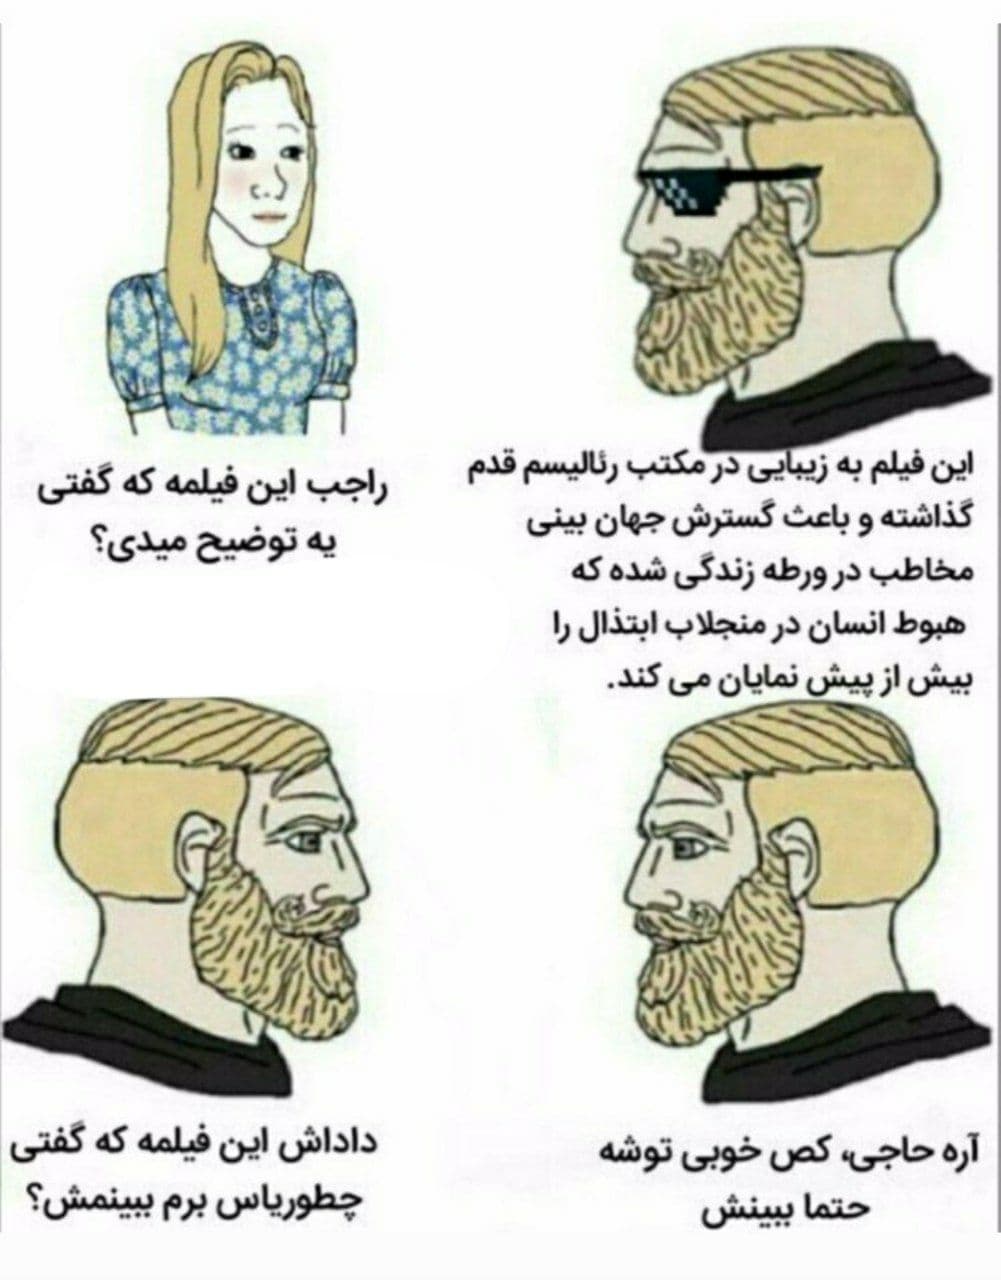 راجب این فیلمه که گفتی
یه توضیح میدی؟
این فیلم به زیبایی در مکتب رئالیسم قدم
گذاشته و باعث گسترش جهان بینی
مخاطب در ورطه زندگی شده که
هبوط انسان در منجلاب ابتذال را
بیش از پیش نمایان می کند.
داداش این فیلمه که گفتی
چطوریاس برم ببینمش؟
آره حاجی، کص خوبی توشه
حتما ببینش